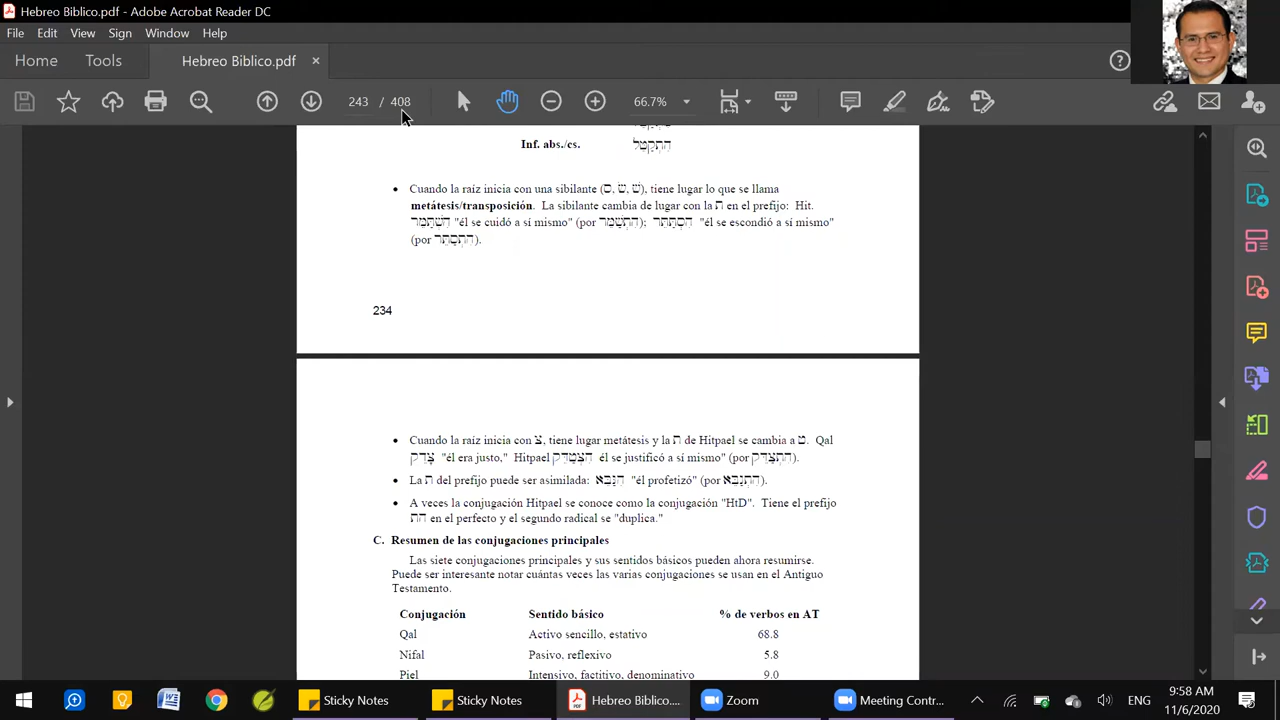 Hebreo Biblico.pdf - Adobe Acrobat Reader DC
File Edit View Sign Window Help
Home Tools Hebreo Biblico.pdf ×
243 / 408 66.7%
Inf. abs./cs. הִתְקַטֵּל
• Cuando la raíz inicia con una sibilante (שׁ, שׂ, ס), tiene lugar lo que se llama
metátesis/transposición. La sibilante cambia de lugar con la ת en el prefijo: Hit.
הִשְׁתַּמֵּר "él se cuidó a sí mismo" (por הִתְשַׁמֵּר); הִסְתַּתֵּר "él se escondió a sí mismo"
(por הִתְסַתֵּר).
234
• Cuando la raíz inicia con צ, tiene lugar metátesis y la ת de Hitpael se cambia a ט. Qal
צָדֵק "él era justo," Hitpael הִצְטַדֵּק él se justificó a sí mismo" (por הִתְצַדֵּק).
• La ת del prefijo puede ser asimilada: הִנַּבֵּא "él profetizó" (por הִתְנַבֵּא).
• A veces la conjugación Hitpael se conoce como la conjugación "HtD". Tiene el prefijo
הת en el perfecto y el segundo radical se "duplica."
C. Resumen de las conjugaciones principales
Las siete conjugaciones principales y sus sentidos básicos pueden ahora resumirse.
Puede ser interesante notar cuántas veces las varias conjugaciones se usan en el Antiguo
Testamento.
Conjugación Sentido básico % de verbos en AT
Qal Activo sencillo, estativo 68.8
Nifal Pasivo, reflexivo 5.8
Piel Intensivo, factitivo, denominativo 9.0
Sticky Notes Sticky Notes Hebreo Biblico.... Zoom Meeting Contr... ENG 9:58 AM
11/6/2020